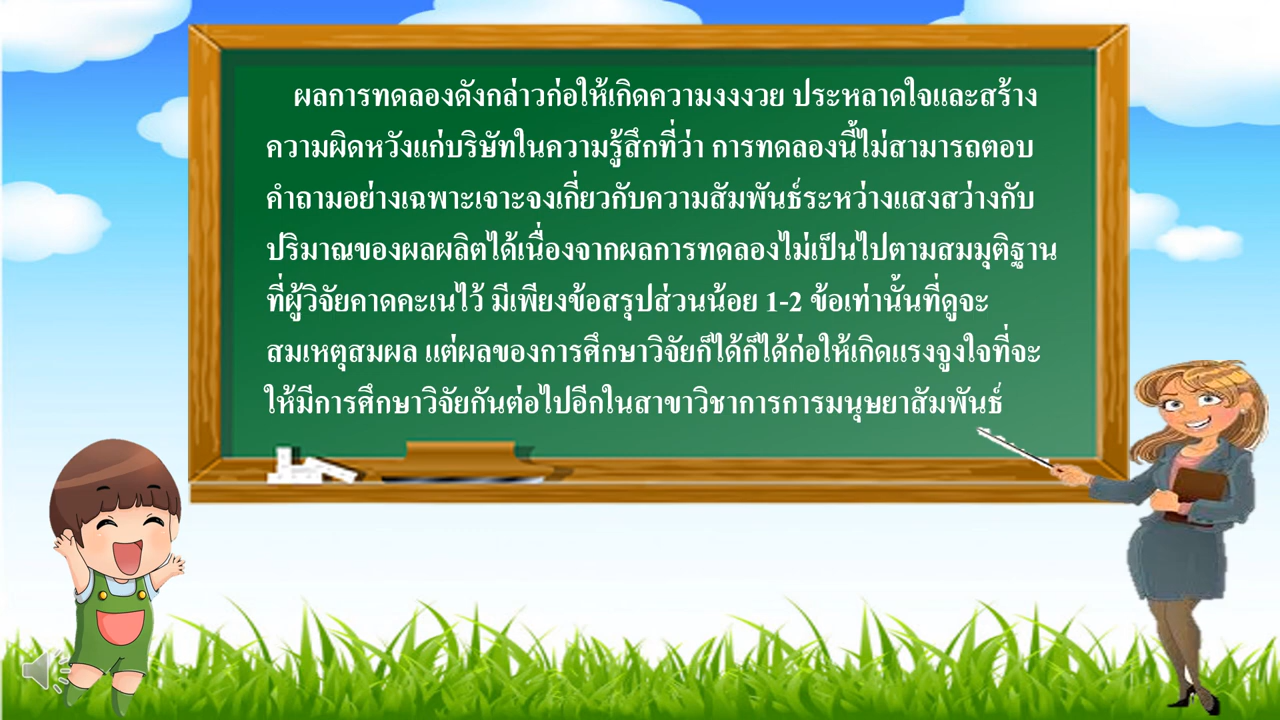 ผลการทดลองดังกล่าวก่อให้เกิดความงงงวย ประหลาดใจและสร้าง
ความผิดหวังแก่บริษัทในความรู้สึกที่ว่า การทดลองนี้ไม่สามารถตอบ
คำถามอย่างเฉพาะเจาะจงเกี่ยวกับความสัมพันธ์ระหว่างแสงสว่างกับ
ปริมาณของผลผลิตได้เนื่องจากผลการทดลองไม่เป็นไปตามสมมุติฐาน
ที่ผู้วิจัยคาดคะเนไว้ มีเพียงข้อสรุปส่วนน้อย 1-2 ข้อเท่านั้นที่ดูจะ
สมเหตุสมผล แต่ผลของการศึกษาวิจัยก็ได้ก็ได้ก่อให้เกิดแรงจูงใจที่จะ
ให้มีการศึกษาวิจัยกันต่อไปอีกในสาขาวิชาการการมนุษยาสัมพันธ์